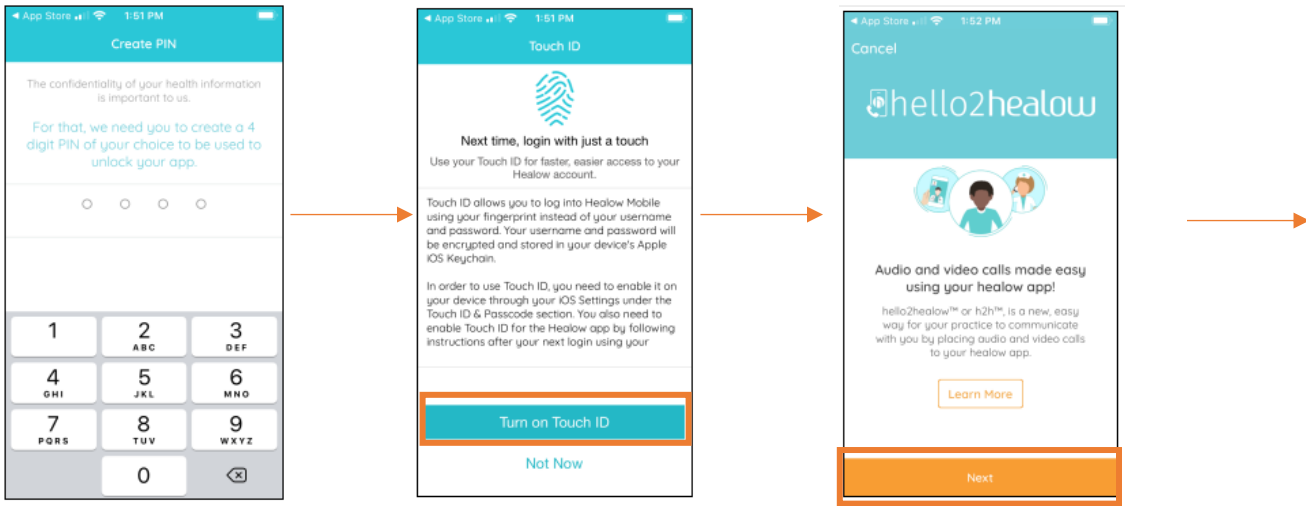 App Store 1:51 PM
Create PIN
The confidentiality of your health information
is important to us.
For that, we need you to create a 4
digit PIN of your choice to be used to
unlock your app.
1
2
ABC
3
DEF
4
GHI
5
JKL
6
MNO
7
PQRS
8
TUV
9
WXYZ
0
App Store 1:51 PM
Touch ID
Next time, login with just a touch
Use your Touch ID for faster, easier access to your
Healow account.
Touch ID allows you to log into Healow Mobile
using your fingerprint instead of your username
and password. Your username and password will
be encrypted and stored in your device's Apple
iOS Keychain.
In order to use Touch ID, you need to enable it on
your device through your iOS Settings under the
Touch ID & Passcode section. You also need to
enable Touch ID for the Healow app by following
instructions after your next login using your
Turn on Touch ID
Not Now
App Store 1:52 PM
Cancel
hello2healow
Audio and video calls made easy
using your healow app!
hello2healow™ or h2h™, is a new, easy
way for your practice to communicate
with you by placing audio and video calls
to your healow app.
Learn More
Next